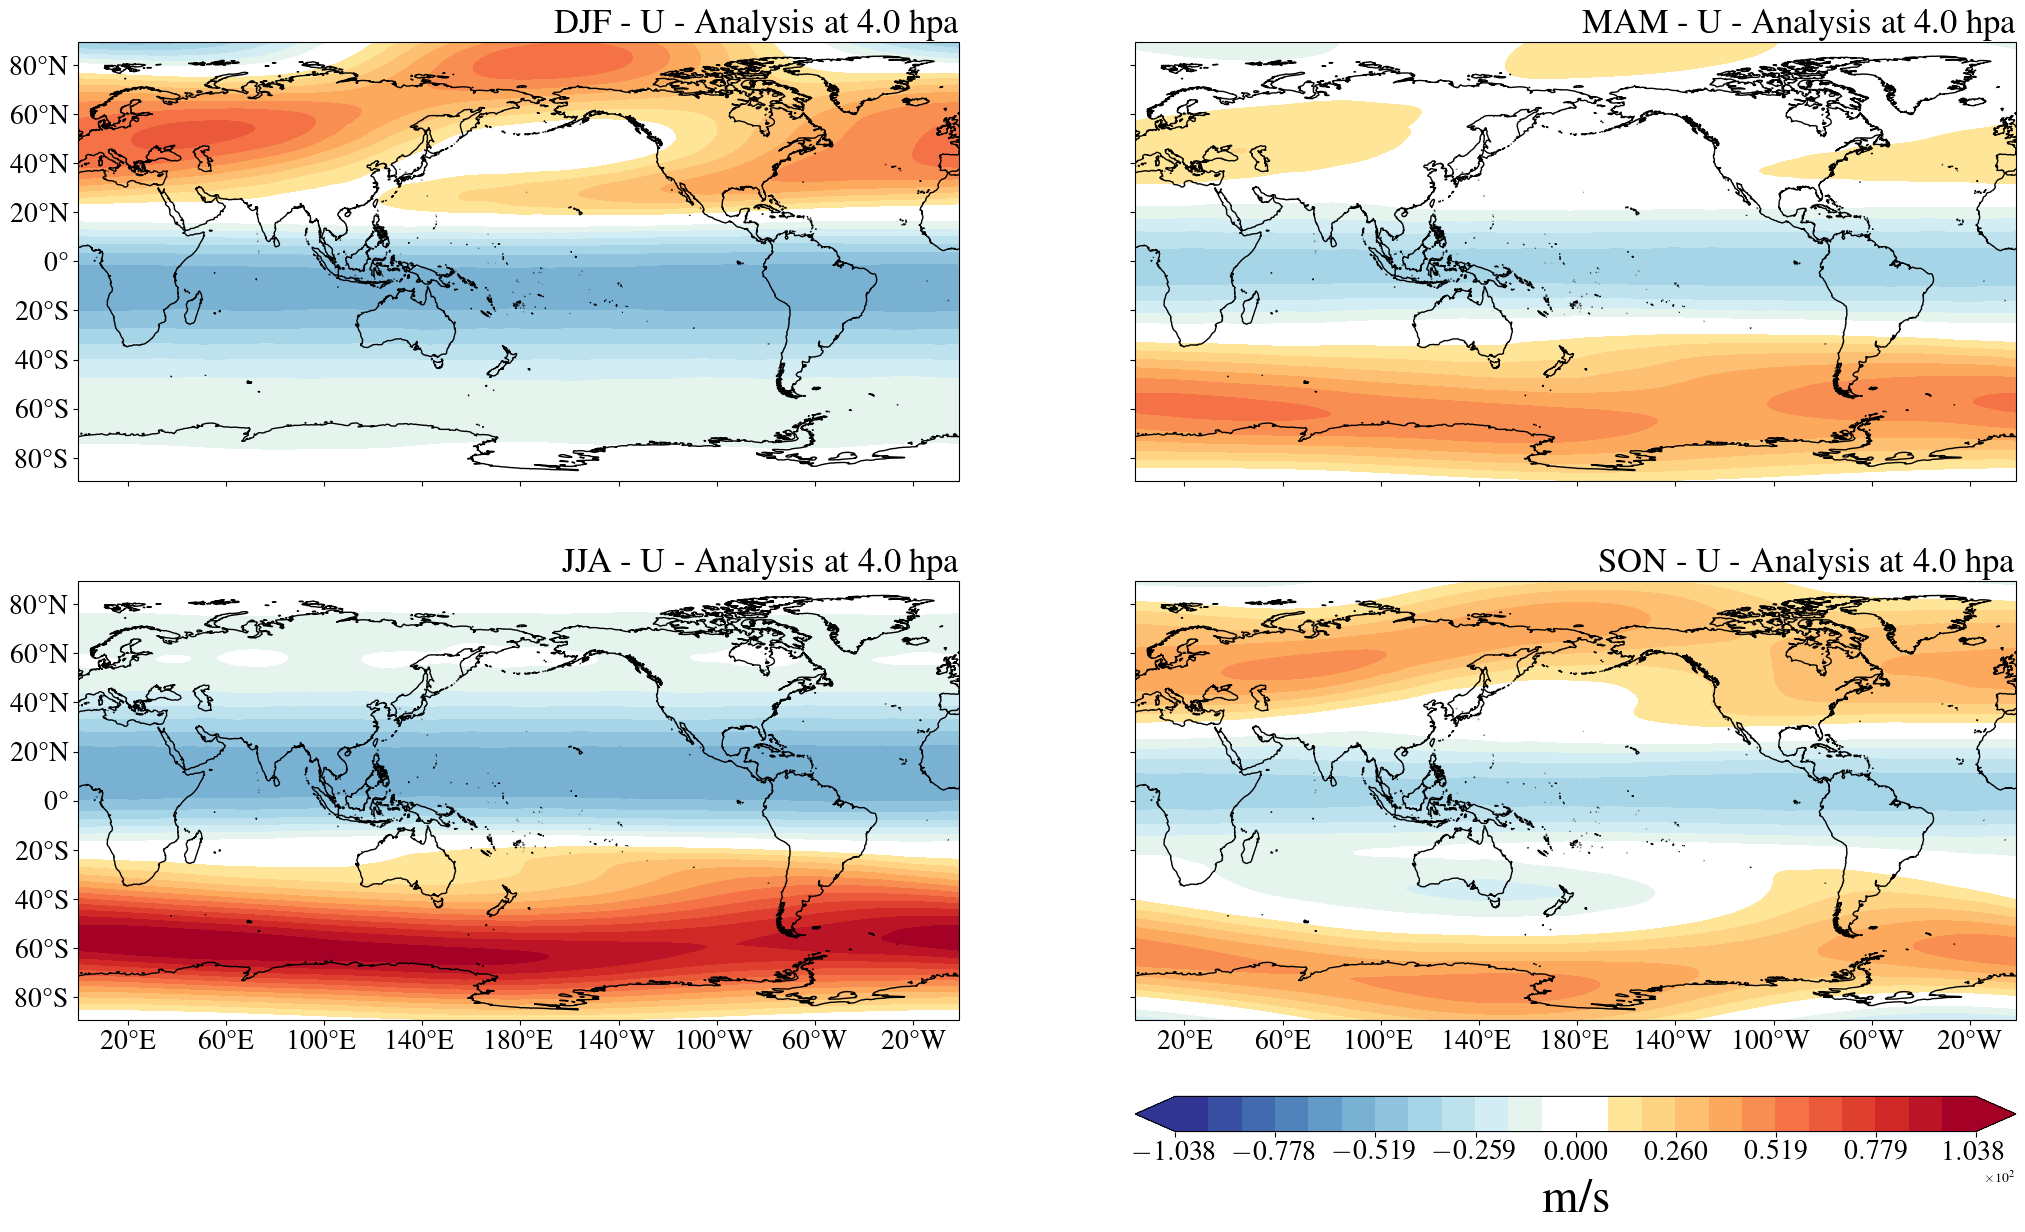 DJF - U - Analysis at 4.0 hpa
MAM - U - Analysis at 4.0 hpa
80°N
60°N
40°N
20°N
0°
20°S
40°S
60°S
80°S
JJA - U - Analysis at 4.0 hpa
SON - U - Analysis at 4.0 hpa
80°N
60°N
40°N
20°N
0°
20°S
40°S
60°S
80°S
20°E 60°E 100°E 140°E 180°E 140°W 100°W 60°W 20°W
20°E 60°E 100°E 140°E 180°E 140°W 100°W 60°W 20°W
−1.038 −0.778 −0.519 −0.259 0.000 0.260 0.519 0.779 1.038
×10²
m/s